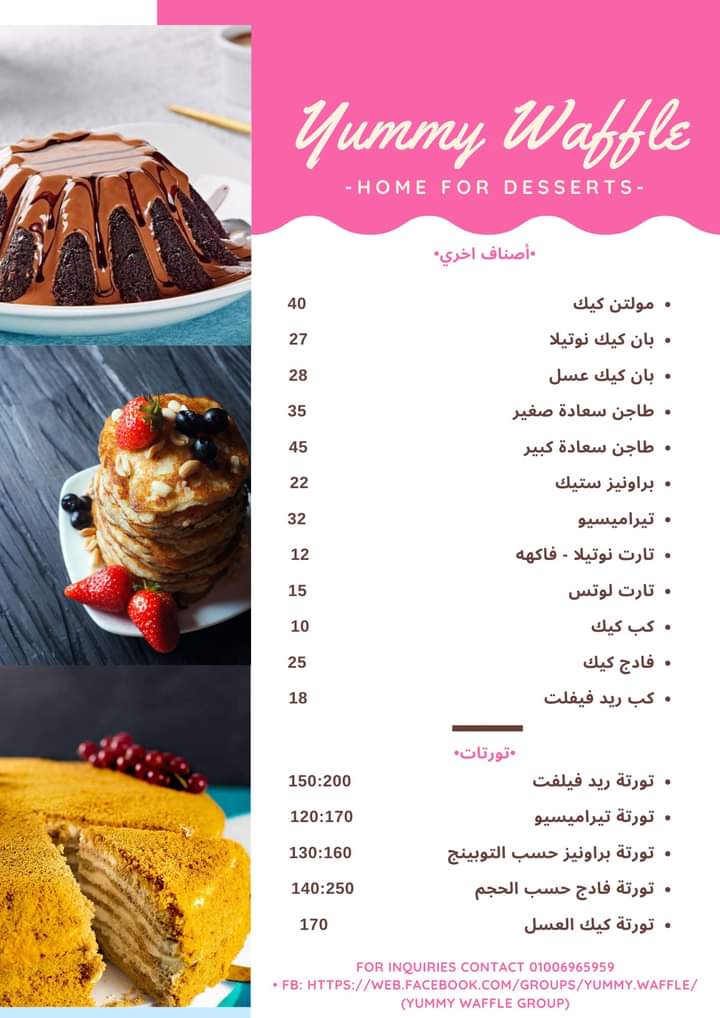 Yummy Waffle
-HOME FOR DESSERTS-
•أصناف اخري•
• مولتن كيك 40
• بان كيك نوتيلا 27
• بان كيك عسل 28
• طاجن سعادة صغير 35
• طاجن سعادة كبير 45
• براونيز ستيك 22
• تيراميسيو 32
• تارت نوتيلا - فاكهه 12
• تارت لوتس 15
• كب كيك 10
• فادج كيك 25
• كب ريد فيفلت 18
•تورتات•
• تورتة ريد فيلفت 150:200
• تورتة تيراميسيو 120:170
• تورتة براونيز حسب التوبينج 130:160
• تورتة فادج حسب الحجم 140:250
• تورتة كيك العسل 170
FOR INQUIRIES CONTACT 01006965959
• FB: HTTPS://WEB.FACEBOOK.COM/GROUPS/YUMMY.WAFFLE/
(YUMMY WAFFLE GROUP)